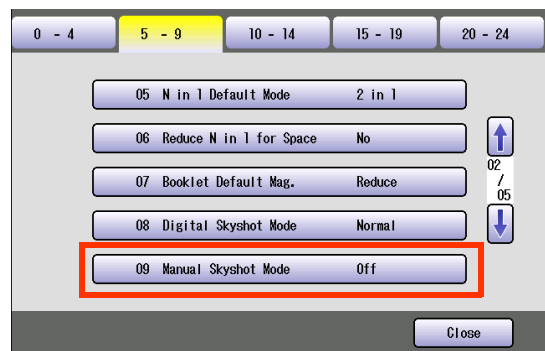 0 - 4   5 - 9   10 - 14   15 - 19   20 - 24
05 N in 1 Default Mode   2 in 1
06 Reduce N in 1 for Space   No
07 Booklet Default Mag.   Reduce
08 Digital Skyshot Mode   Normal
09 Manual Skyshot Mode   Off
02
/
05
Close